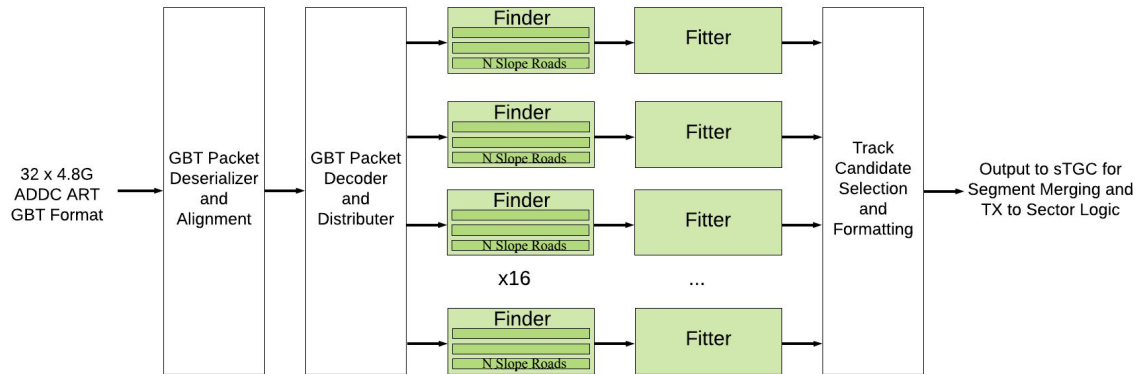 32 x 4.8G
ADDC ART
GBT Format
GBT Packet
Deserializer
and
Alignment
GBT Packet
Decoder
and
Distributer
Finder
N Slope Roads
Fitter
Finder
N Slope Roads
Fitter
Finder
N Slope Roads
Fitter
x16
...
Finder
N Slope Roads
Fitter
Track
Candidate
Selection
and
Formatting
Output to sTGC for
Segment Merging and
TX to Sector Logic